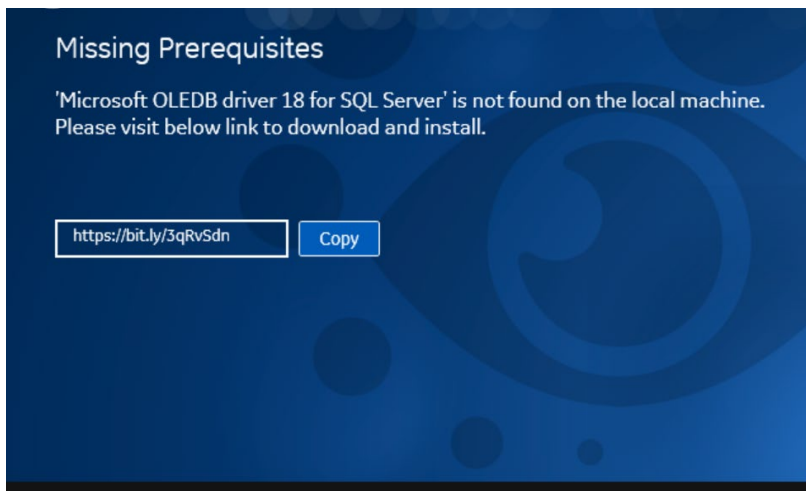 Missing Prerequisites
'Microsoft OLEDB driver 18 for SQL Server' is not found on the local machine.
Please visit below link to download and install.
https://bit.ly/3qRvSdn
Copy